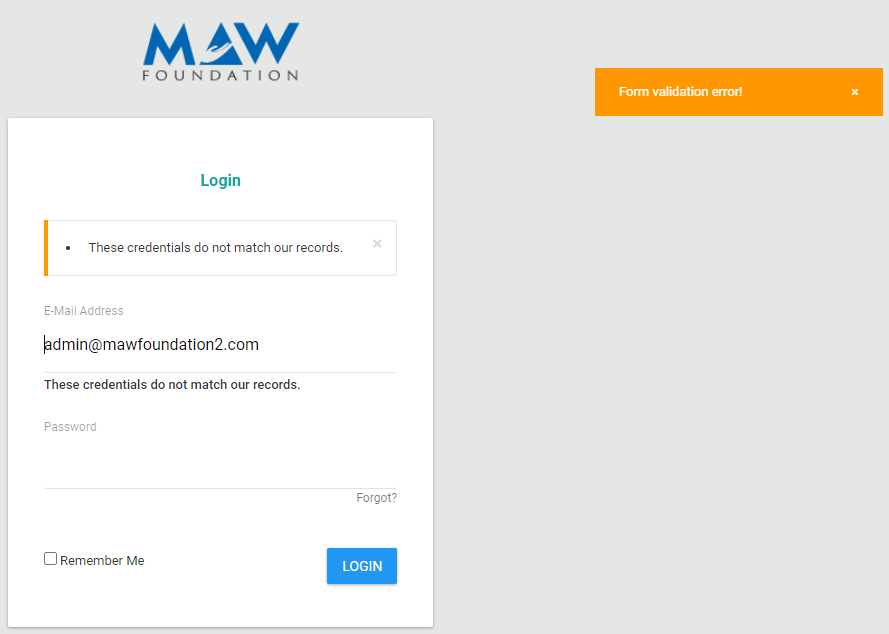 MAW
FOUNDATION
Form validation error! ×
Login
• These credentials do not match our records. ×
E-Mail Address
admin@mawfoundation2.com
These credentials do not match our records.
Password
Forgot?
Remember Me
LOGIN